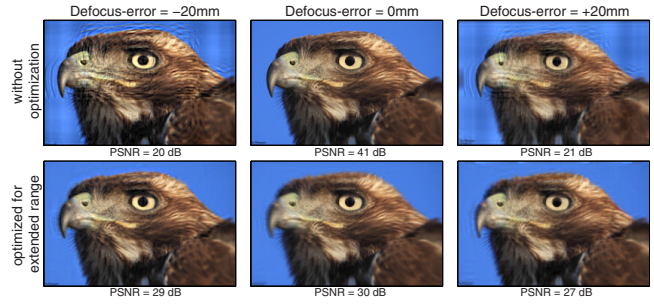 Defocus-error = −20mm
Defocus-error = 0mm
Defocus-error = +20mm
without
optimization
PSNR = 20 dB
PSNR = 41 dB
PSNR = 21 dB
optimized for
extended range
PSNR = 29 dB
PSNR = 30 dB
PSNR = 27 dB